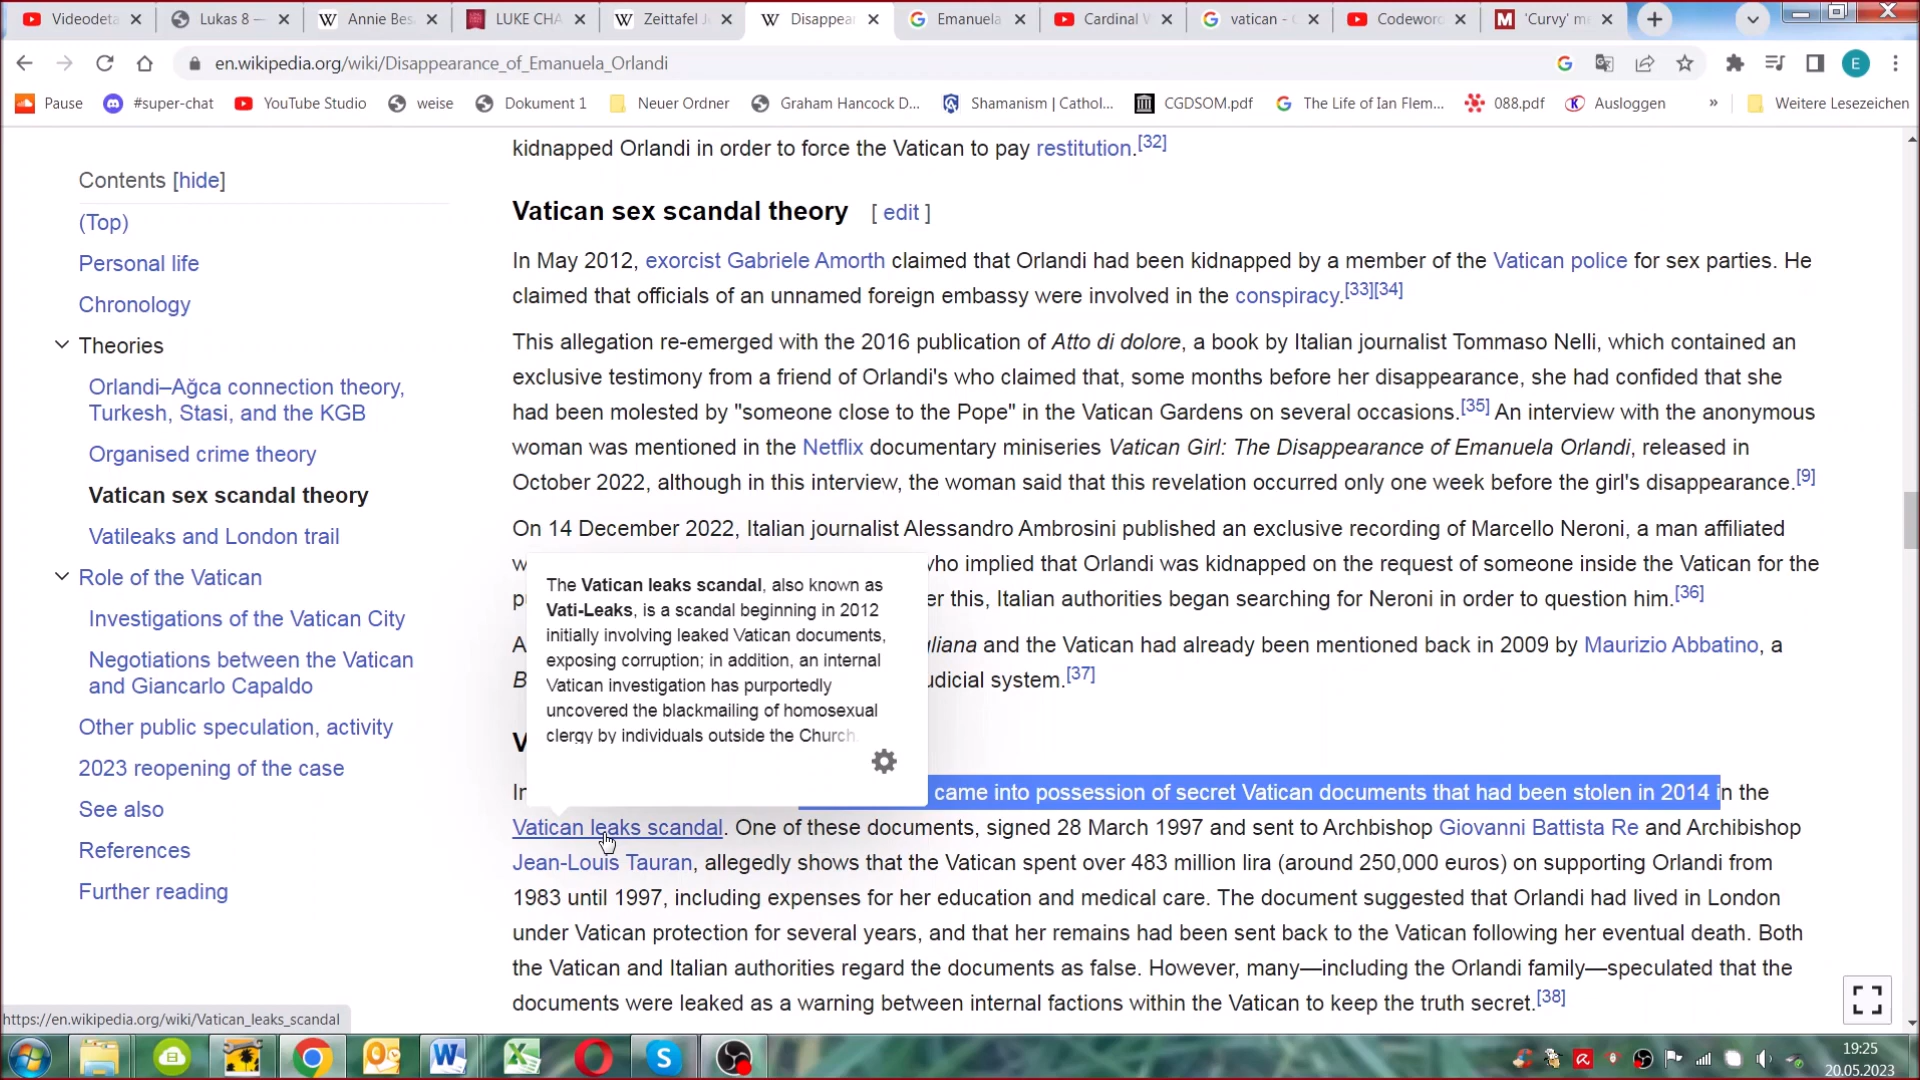 Videodeta
Lukas 8 —
Annie Bes
LUKE CHA
Zeittafel J
Disappear
Emanuela
Cardinal V
vatican - G
Codeword
'Curvy' m
en.wikipedia.org/wiki/Disappearance_of_Emanuela_Orlandi
E
Pause
#super-chat
YouTube Studio
weise
Dokument 1
Neuer Ordner
Graham Hancock D...
Shamanism | Cathol...
CGDSOM.pdf
The Life of Ian Flem...
088.pdf
Ausloggen
»
Weitere Lesezeichen
Contents [hide]
(Top)
Personal life
Chronology
Theories
Orlandi–Ağca connection theory,
Turkesh, Stasi, and the KGB
Organised crime theory
Vatican sex scandal theory
Vatileaks and London trail
Role of the Vatican
Investigations of the Vatican City
Negotiations between the Vatican
and Giancarlo Capaldo
Other public speculation, activity
2023 reopening of the case
See also
References
Further reading
kidnapped Orlandi in order to force the Vatican to pay restitution.[32]
Vatican sex scandal theory [ edit ]
In May 2012, exorcist Gabriele Amorth claimed that Orlandi had been kidnapped by a member of the Vatican police for sex parties. He
claimed that officials of an unnamed foreign embassy were involved in the conspiracy.[33][34]
This allegation re-emerged with the 2016 publication of Atto di dolore, a book by Italian journalist Tommaso Nelli, which contained an
exclusive testimony from a friend of Orlandi's who claimed that, some months before her disappearance, she had confided that she
had been molested by "someone close to the Pope" in the Vatican Gardens on several occasions.[35] An interview with the anonymous
woman was mentioned in the Netflix documentary miniseries Vatican Girl: The Disappearance of Emanuela Orlandi, released in
October 2022, although in this interview, the woman said that this revelation occurred only one week before the girl's disappearance.[9]
On 14 December 2022, Italian journalist Alessandro Ambrosini published an exclusive recording of Marcello Neroni, a man affiliated
who implied that Orlandi was kidnapped on the request of someone inside the Vatican for the
er this, Italian authorities began searching for Neroni in order to question him.[36]
A gliana and the Vatican had already been mentioned back in 2009 by Maurizio Abbatino, a
B udicial system.[37]
The Vatican leaks scandal, also known as
Vati-Leaks, is a scandal beginning in 2012
initially involving leaked Vatican documents,
exposing corruption; in addition, an internal
Vatican investigation has purportedly
uncovered the blackmailing of homosexual
clergy by individuals outside the Church.
V
In came into possession of secret Vatican documents that had been stolen in 2014 in the
Vatican leaks scandal. One of these documents, signed 28 March 1997 and sent to Archbishop Giovanni Battista Re and Archibishop
Jean-Louis Tauran, allegedly shows that the Vatican spent over 483 million lira (around 250,000 euros) on supporting Orlandi from
1983 until 1997, including expenses for her education and medical care. The document suggested that Orlandi had lived in London
under Vatican protection for several years, and that her remains had been sent back to the Vatican following her eventual death. Both
the Vatican and Italian authorities regard the documents as false. However, many—including the Orlandi family—speculated that the
documents were leaked as a warning between internal factions within the Vatican to keep the truth secret.[38]
https://en.wikipedia.org/wiki/Vatican_leaks_scandal
19:25
20.05.2023